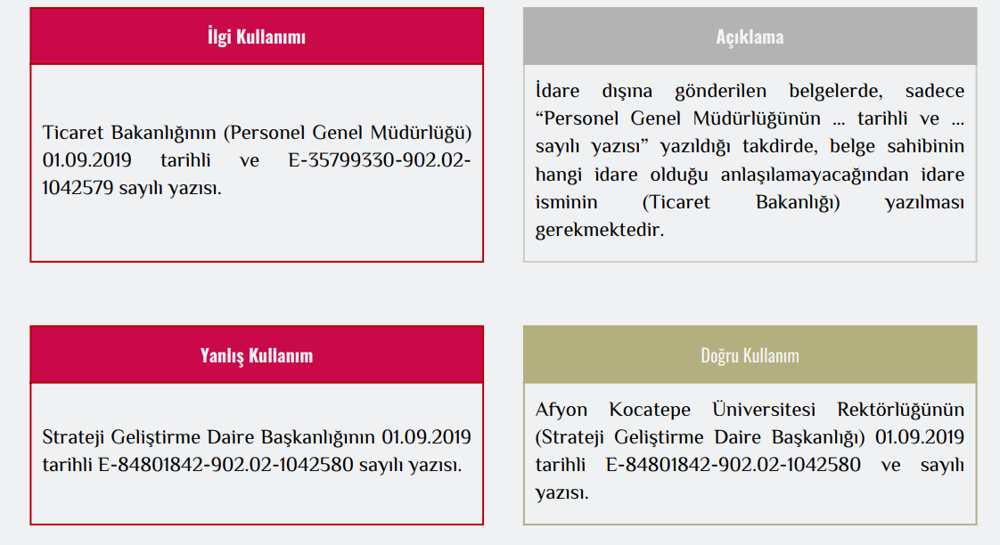 İlgi Kullanımı
Ticaret Bakanlığının (Personel Genel Müdürlüğü)
01.09.2019 tarihli ve E-35799330-902.02-
1042579 sayılı yazısı.
Açıklama
İdare dışına gönderilen belgelerde, sadece
“Personel Genel Müdürlüğünün ... tarihli ve ...
sayılı yazısı” yazıldığı takdirde, belge sahibinin
hangi idare olduğu anlaşılamayacağından idare
isminin (Ticaret Bakanlığı) yazılması
gerekmektedir.
Yanlış Kullanım
Strateji Geliştirme Daire Başkanlığının 01.09.2019
tarihli E-84801842-902.02-1042580 sayılı yazısı.
Doğru Kullanım
Afyon Kocatepe Üniversitesi Rektörlüğünün
(Strateji Geliştirme Daire Başkanlığı) 01.09.2019
tarihli E-84801842-902.02-1042580 ve sayılı
yazısı.